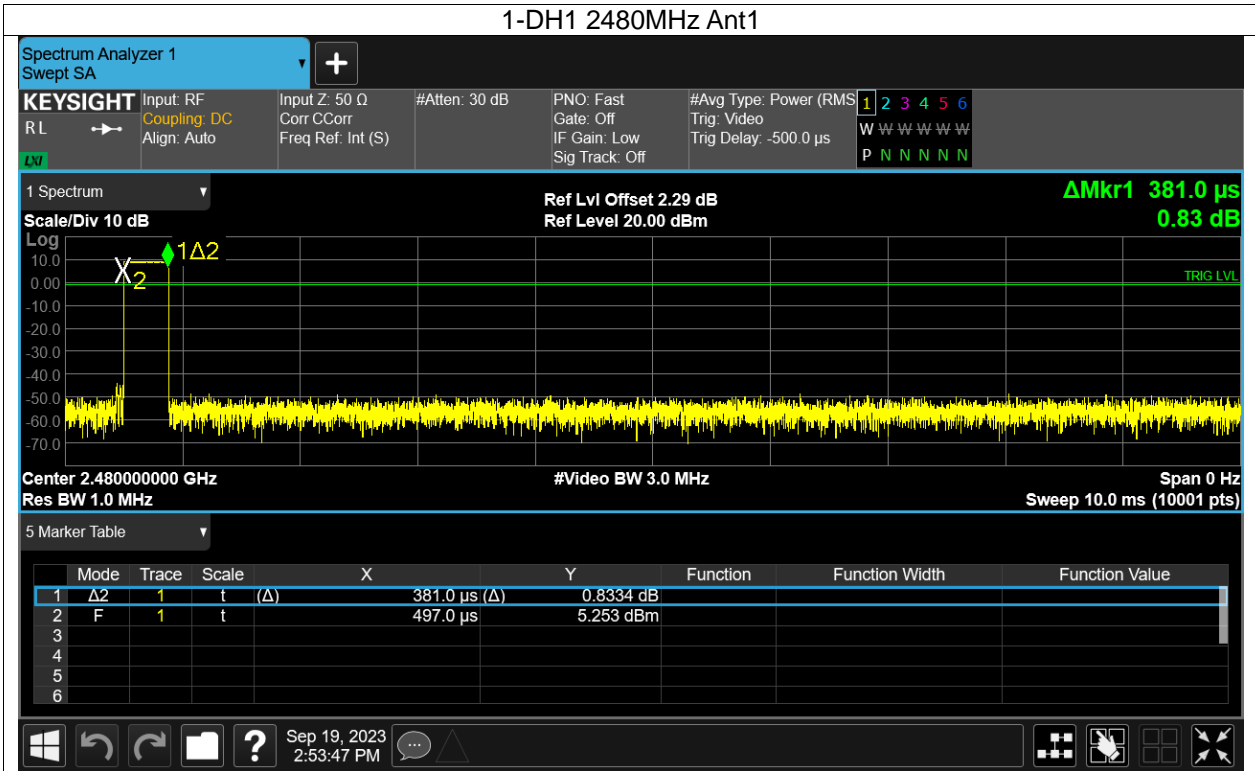 1-DH1 2480MHz Ant1
Spectrum Analyzer 1
Swept SA
KEYSIGHT Input: RF Input Z: 50 Ω #Atten: 30 dB PNO: Fast #Avg Type: Power (RMS 1 2 3 4 5 6
RL Coupling: DC Corr CCorr Gate: Off Trig: Video W W W W W W
Align: Auto Freq Ref: Int (S) IF Gain: Low Trig Delay: -500.0 µs
LXI Sig Track: Off P N N N N N
1 Spectrum Ref Lvl Offset 2.29 dB ΔMkr1 381.0 µs
Scale/Div 10 dB Ref Level 20.00 dBm 0.83 dB
Log
1Δ2
10.0
X2
0.00 TRIG LVL
-10.0
-20.0
-30.0
-40.0
-50.0
-60.0
-70.0
Center 2.480000000 GHz #Video BW 3.0 MHz Span 0 Hz
Res BW 1.0 MHz Sweep 10.0 ms (10001 pts)
5 Marker Table
Mode Trace Scale X Y Function Function Width Function Value
1 Δ2 1 t (Δ) 381.0 µs (Δ) 0.8334 dB
2 F 1 t 497.0 µs 5.253 dBm
3
4
5
6
? Sep 19, 2023
2:53:47 PM